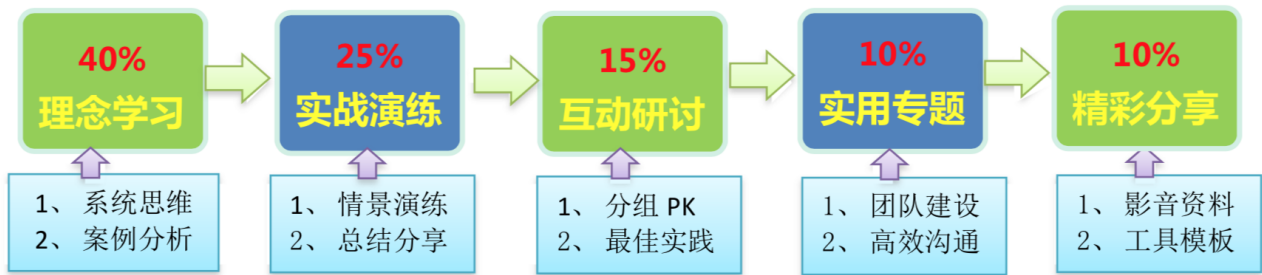 40%
理念学习
25%
实战演练
15%
互动研讨
10%
实用专题
10%
精彩分享
1、 系统思维
2、 案例分析
1、 情景演练
2、 总结分享
1、 分组 PK
2、 最佳实践
1、 团队建设
2、 高效沟通
1、 影音资料
2、 工具模板